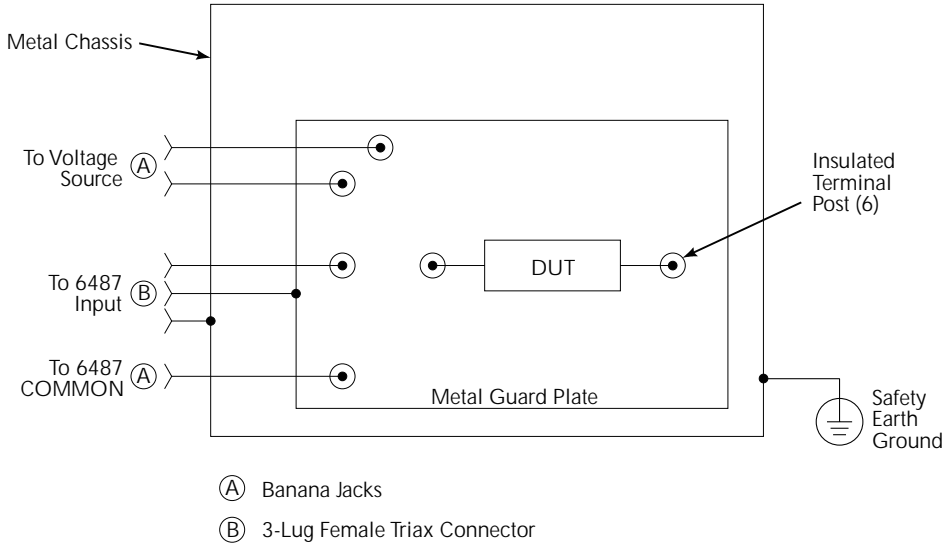 Metal Chassis
To Voltage
Source
A
Insulated
Terminal
Post (6)
To 6487
Input
B
DUT
To 6487
COMMON
A
Metal Guard Plate
Safety
Earth
Ground
A Banana Jacks
B 3-Lug Female Triax Connector